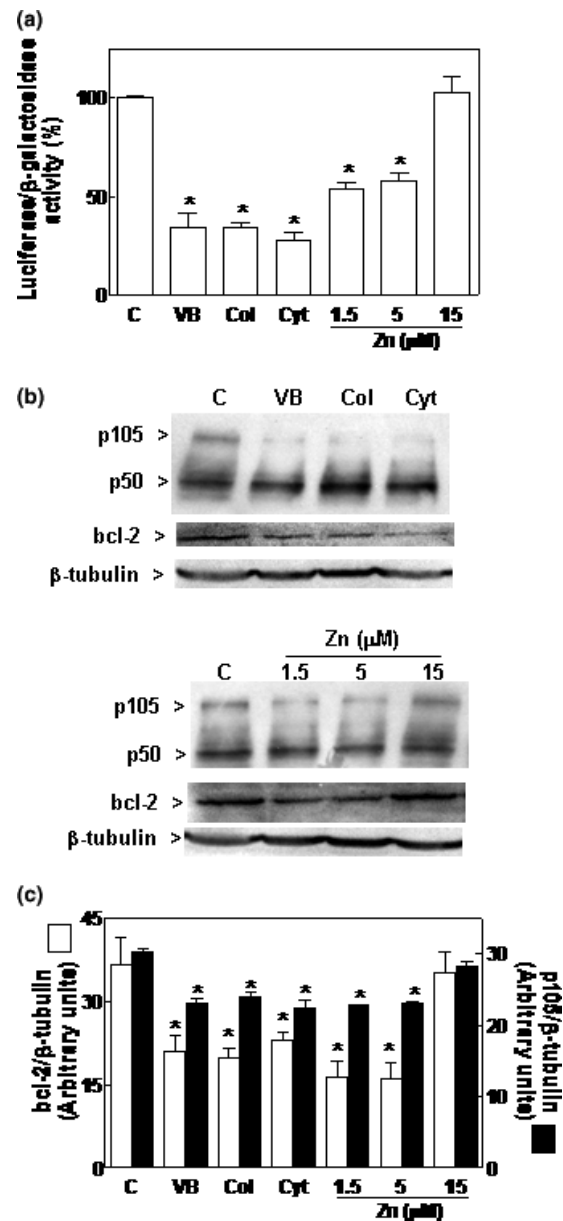 (a)
Luciferase/β-galactosidase
activity (%)
100
50
0
*
*
*
*
*
C VB Col Cyt 1.5 5 15
Zn (μM)
(b)
C VB Col Cyt
p105 >
p50 >
bcl-2 >
β-tubulin >
Zn (μM)
C 1.5 5 15
p105 >
p50 >
bcl-2 >
β-tubulin >
(c)
bcl-2/β-tubulin
(Arbitrary units)
45
30
15
0
* * * * * * * * * *
30
20
10
0
p105/β-tubulin
(Arbitrary units)
C VB Col Cyt 1.5 5 15
Zn (μM)